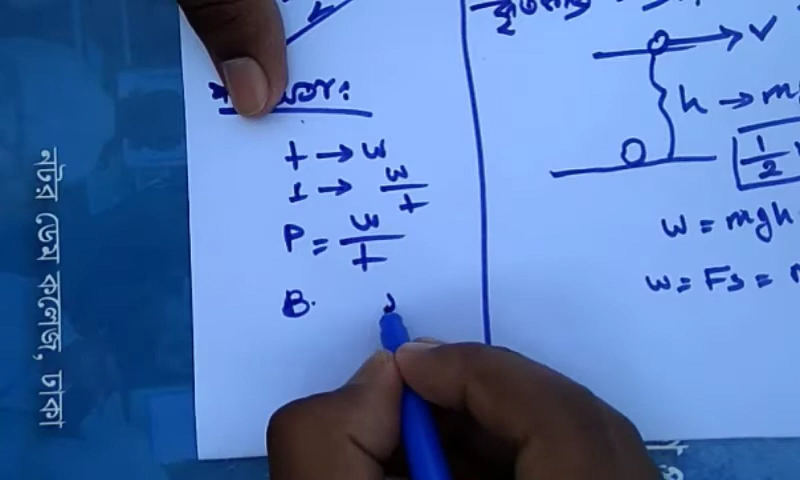 t → w
1 → w/t
P = w/t
B.
→ v
h → m
1/2
w = mgh
w = Fs =
নটর ডেম কলেজ, ঢাকা